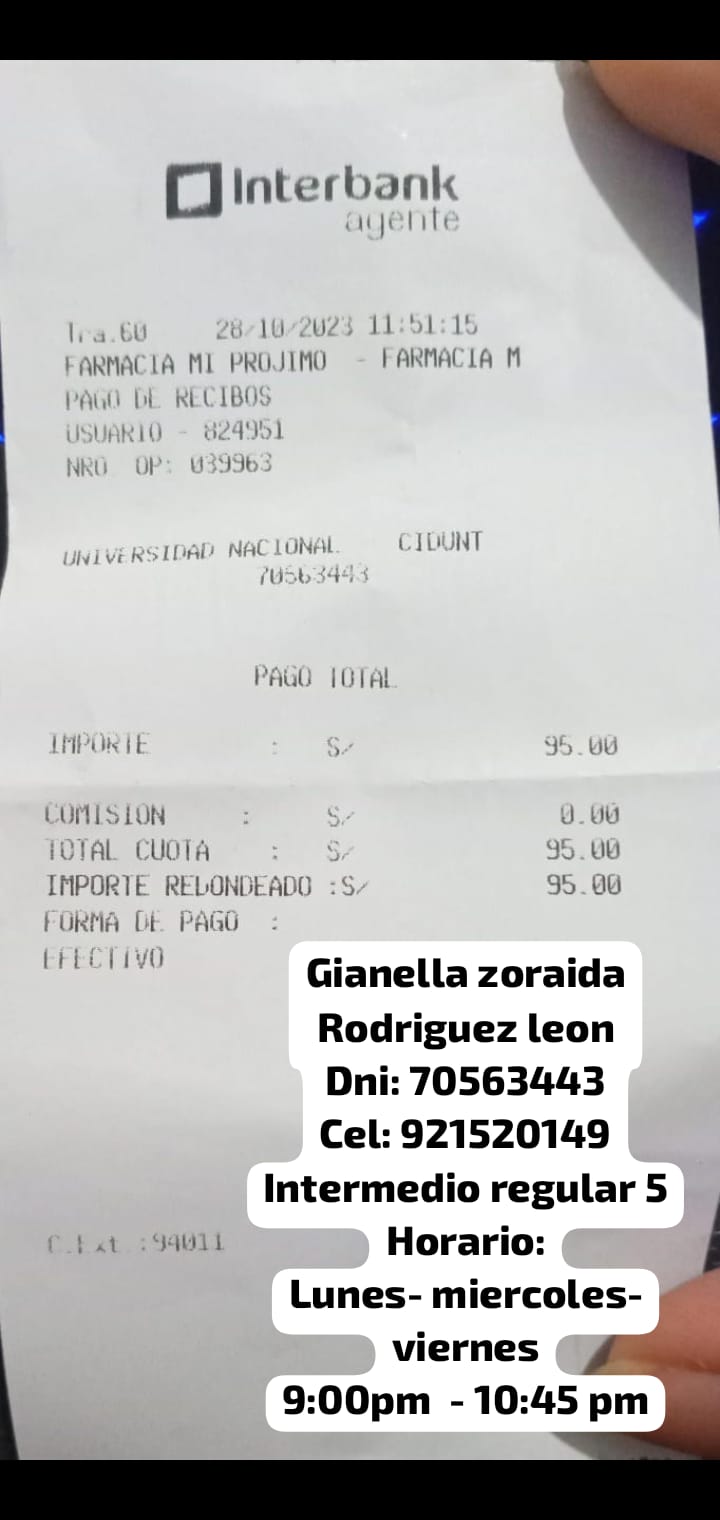 Interbank
agente
Tra.60 28/10/2023 11:51:15
FARMACIA MI PROJIMO - FARMACIA M
PAGO DE RECIBOS
USUARIO - 824951
NRO OP: 039963
UNIVERSIDAD NACIONAL CIDUNT
70563443
PAGO TOTAL
IMPORTE : S/ 95.00
COMISION : S/ 0.00
TOTAL CUOTA : S/ 95.00
IMPORTE REDONDEADO :S/ 95.00
FORMA DE PAGO :
EFECTIVO
Gianella zoraida
Rodriguez leon
Dni: 70563443
Cel: 921520149
Intermedio regular 5
C.Ext.:94011 Horario:
Lunes- miercoles-
viernes
9:00pm - 10:45 pm